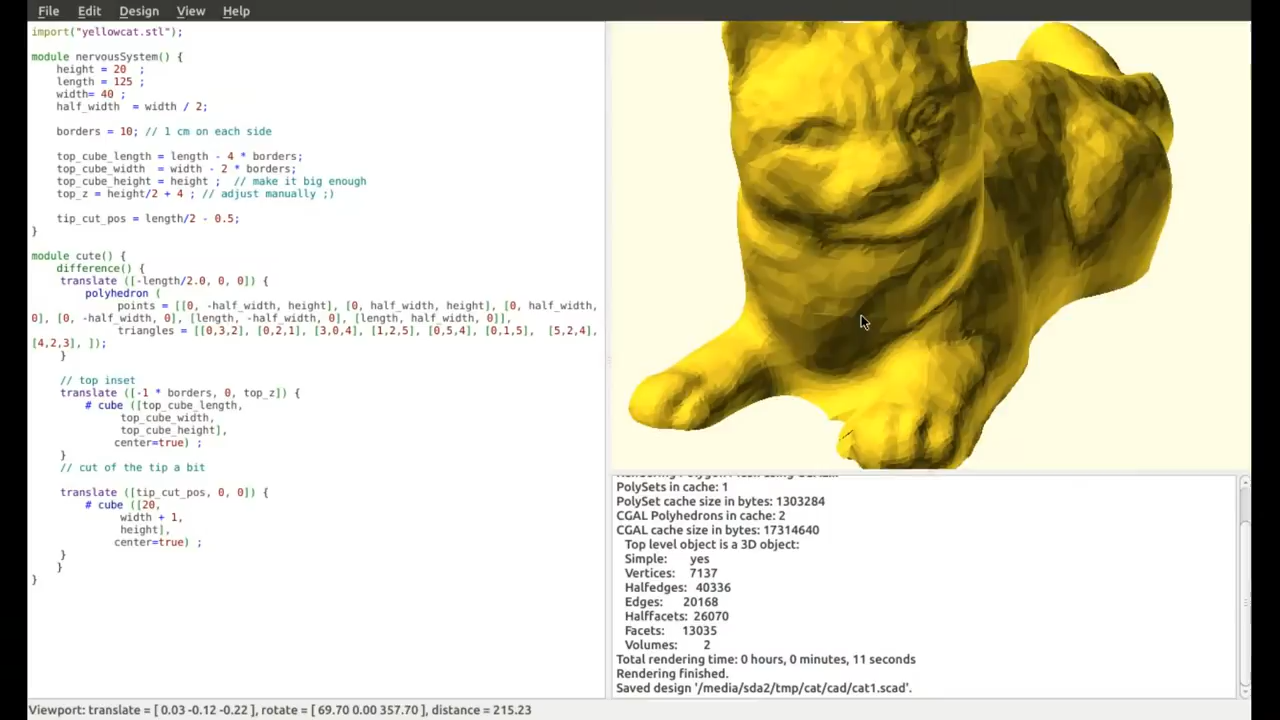 File Edit Design View Help
import("yellowcat.stl");
module nervousSystem() {
height = 20 ;
length = 125 ;
width= 40 ;
half_width = width / 2;
borders = 10; // 1 cm on each side
top_cube_length = length - 4 * borders;
top_cube_width = width - 2 * borders;
top_cube_height = height ; // make it big enough
top_z = height/2 + 4 ; // adjust manually ;)
tip_cut_pos = length/2 - 0.5;
}
module cute() {
difference() {
translate ([-length/2.0, 0, 0]) {
polyhedron (
points = [[0, -half_width, height], [0, half_width, height], [0, half_width,
0], [0, -half_width, 0], [length, -half_width, 0], [length, half_width, 0]],
triangles = [[0,3,2], [0,2,1], [3,0,4], [1,2,5], [0,5,4], [0,1,5], [5,2,4],
[4,2,3], ]);
}
// top inset
translate ([-1 * borders, 0, top_z]) {
# cube ([top_cube_length,
top_cube_width,
top_cube_height],
center=true) ;
}
// cut of the tip a bit
translate ([tip_cut_pos, 0, 0]) {
# cube ([20,
width + 1,
height],
center=true) ;
}
}
}
PolySets in cache: 1
PolySet cache size in bytes: 1303284
CGAL Polyhedrons in cache: 2
CGAL cache size in bytes: 17314640
Top level object is a 3D object:
Simple: yes
Vertices: 7137
Halfedges: 40336
Edges: 20168
Halffacets: 26070
Facets: 13035
Volumes: 2
Total rendering time: 0 hours, 0 minutes, 11 seconds
Rendering finished.
Saved design '/media/sda2/tmp/cat/cad/cat1.scad'.
Viewport: translate = [ 0.03 -0.12 -0.22 ], rotate = [ 69.70 0.00 357.70 ], distance = 215.23